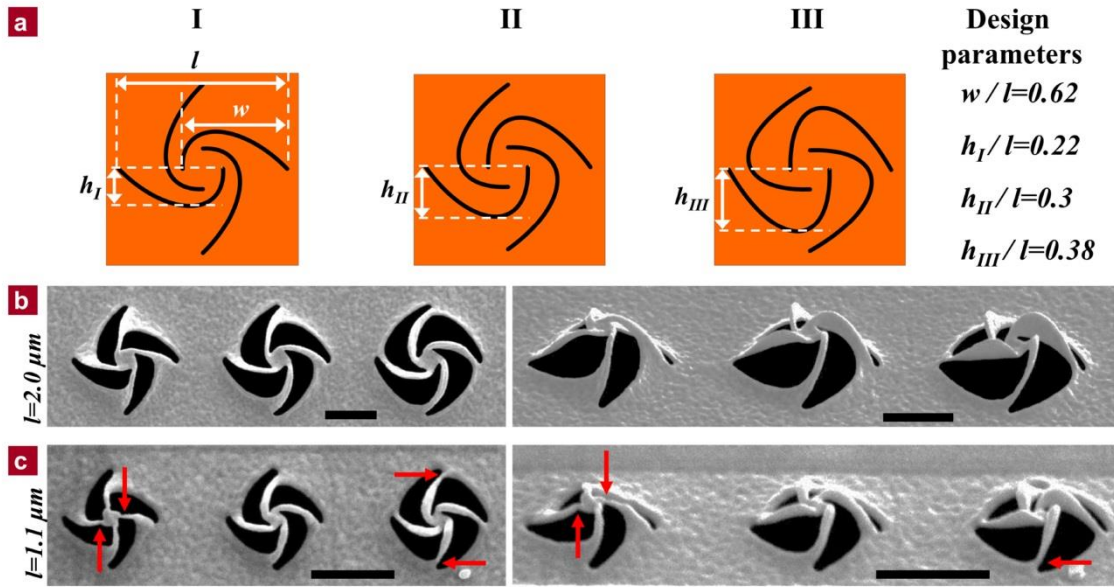 a
I
II
III
Design
parameters
l
w
h_I
h_II
h_III
w / l=0.62
h_I / l=0.22
h_II / l=0.3
h_III / l=0.38
b
l=2.0 μm
c
l=1.1 μm